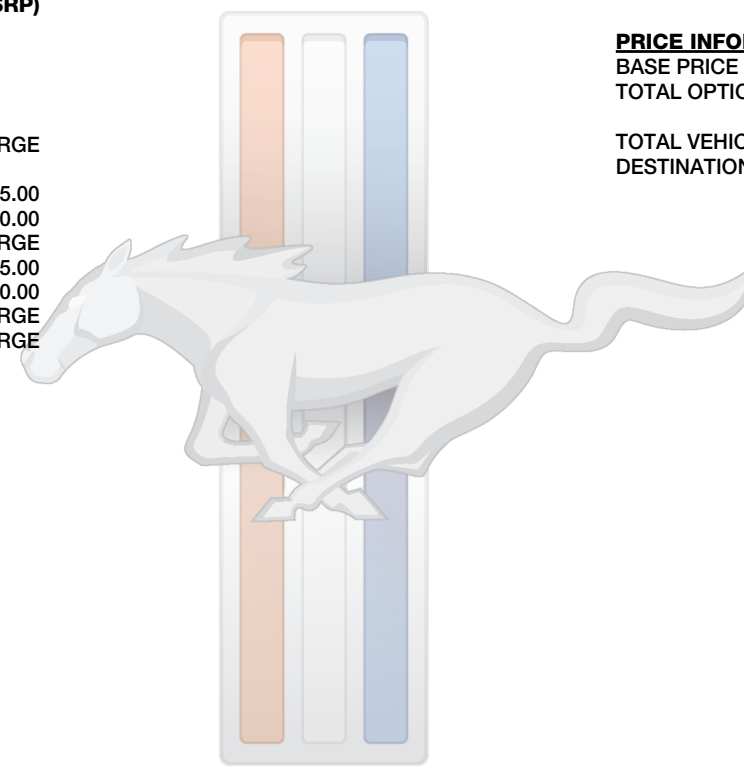 SRP)
RGE
5.00
0.00
RGE
5.00
0.00
RGE
RGE
PRICE INFO
BASE PRICE
TOTAL OPTIO
TOTAL VEHIC
DESTINATION